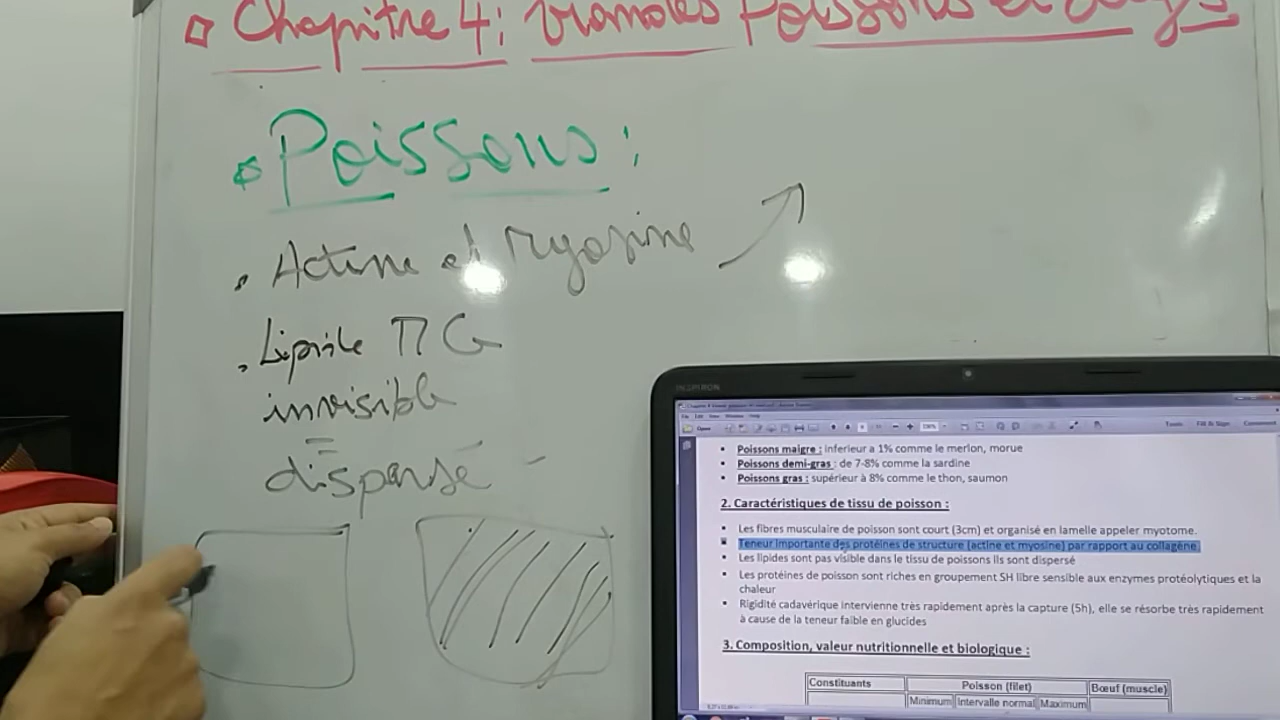 Chapitre 4: Viandes Poissons et
Poissons:
. Actine et Myosine
. Lipide
invisible
dispersé
INSPIRON
Poissons maigre : inferieur a 1% comme le merlon, morue
Poissons demi-gras : de 7-8% comme la sardine
Poissons gras : supérieur à 8% comme le thon, saumon
2. Caractéristiques de tissu de poisson :
Les fibres musculaire de poisson sont court (3cm) et organisé en lamelle appeler myotome.
Teneur importante des protéines de structure (actine et myosine) par rapport au collagène
Les lipides sont pas visible dans le tissu de poissons ils sont dispersé
Les protéines de poisson sont riches en groupement SH libre sensible aux enzymes protéolytiques et la
chaleur
Rigidité cadavérique intervienne très rapidement après la capture (5h), elle se résorbe très rapidement
à cause de la teneur faible en glucides
3. Composition, valeur nutritionnelle et biologique :
Constituants Poisson (filet) Bœuf (muscle)
Minimum Intervalle normal Maximum